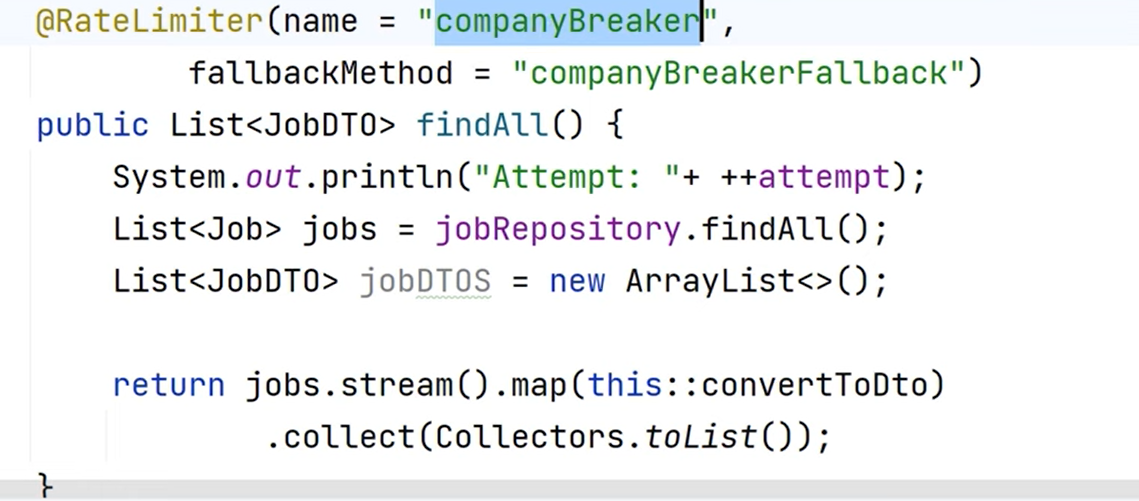 @RateLimiter(name = "companyBreaker",
fallbackMethod = "companyBreakerFallback")
public List<JobDTO> findAll() {
System.out.println("Attempt: "+ ++attempt);
List<Job> jobs = jobRepository.findAll();
List<JobDTO> jobDTOS = new ArrayList<>();
return jobs.stream().map(this::convertToDto)
.collect(Collectors.toList());
}